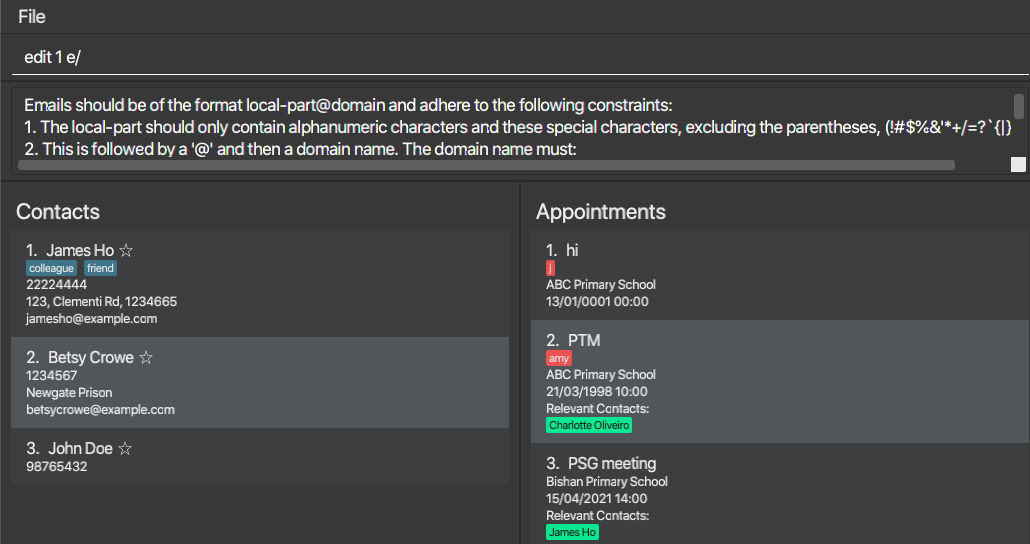 File
edit 1 e/
Emails should be of the format local-part@domain and adhere to the following constraints:
1. The local-part should only contain alphanumeric characters and these special characters, excluding the parentheses, (!#$%&'*+/=?`{|}
2. This is followed by a '@' and then a domain name. The domain name must:
Contacts
1. James Ho ☆
colleague friend
22224444
123, Clementi Rd, 1234665
jamesho@example.com
2. Betsy Crowe ☆
1234567
Newgate Prison
betsycrowe@example.com
3. John Doe ☆
98765432
Appointments
1. hi
j
ABC Primary School
13/01/0001 00:00
2. PTM
amy
ABC Primary School
21/03/1998 10:00
Relevant Contacts:
Charlotte Oliveiro
3. PSG meeting
Bishan Primary School
15/04/2021 14:00
Relevant Contacts:
James Ho